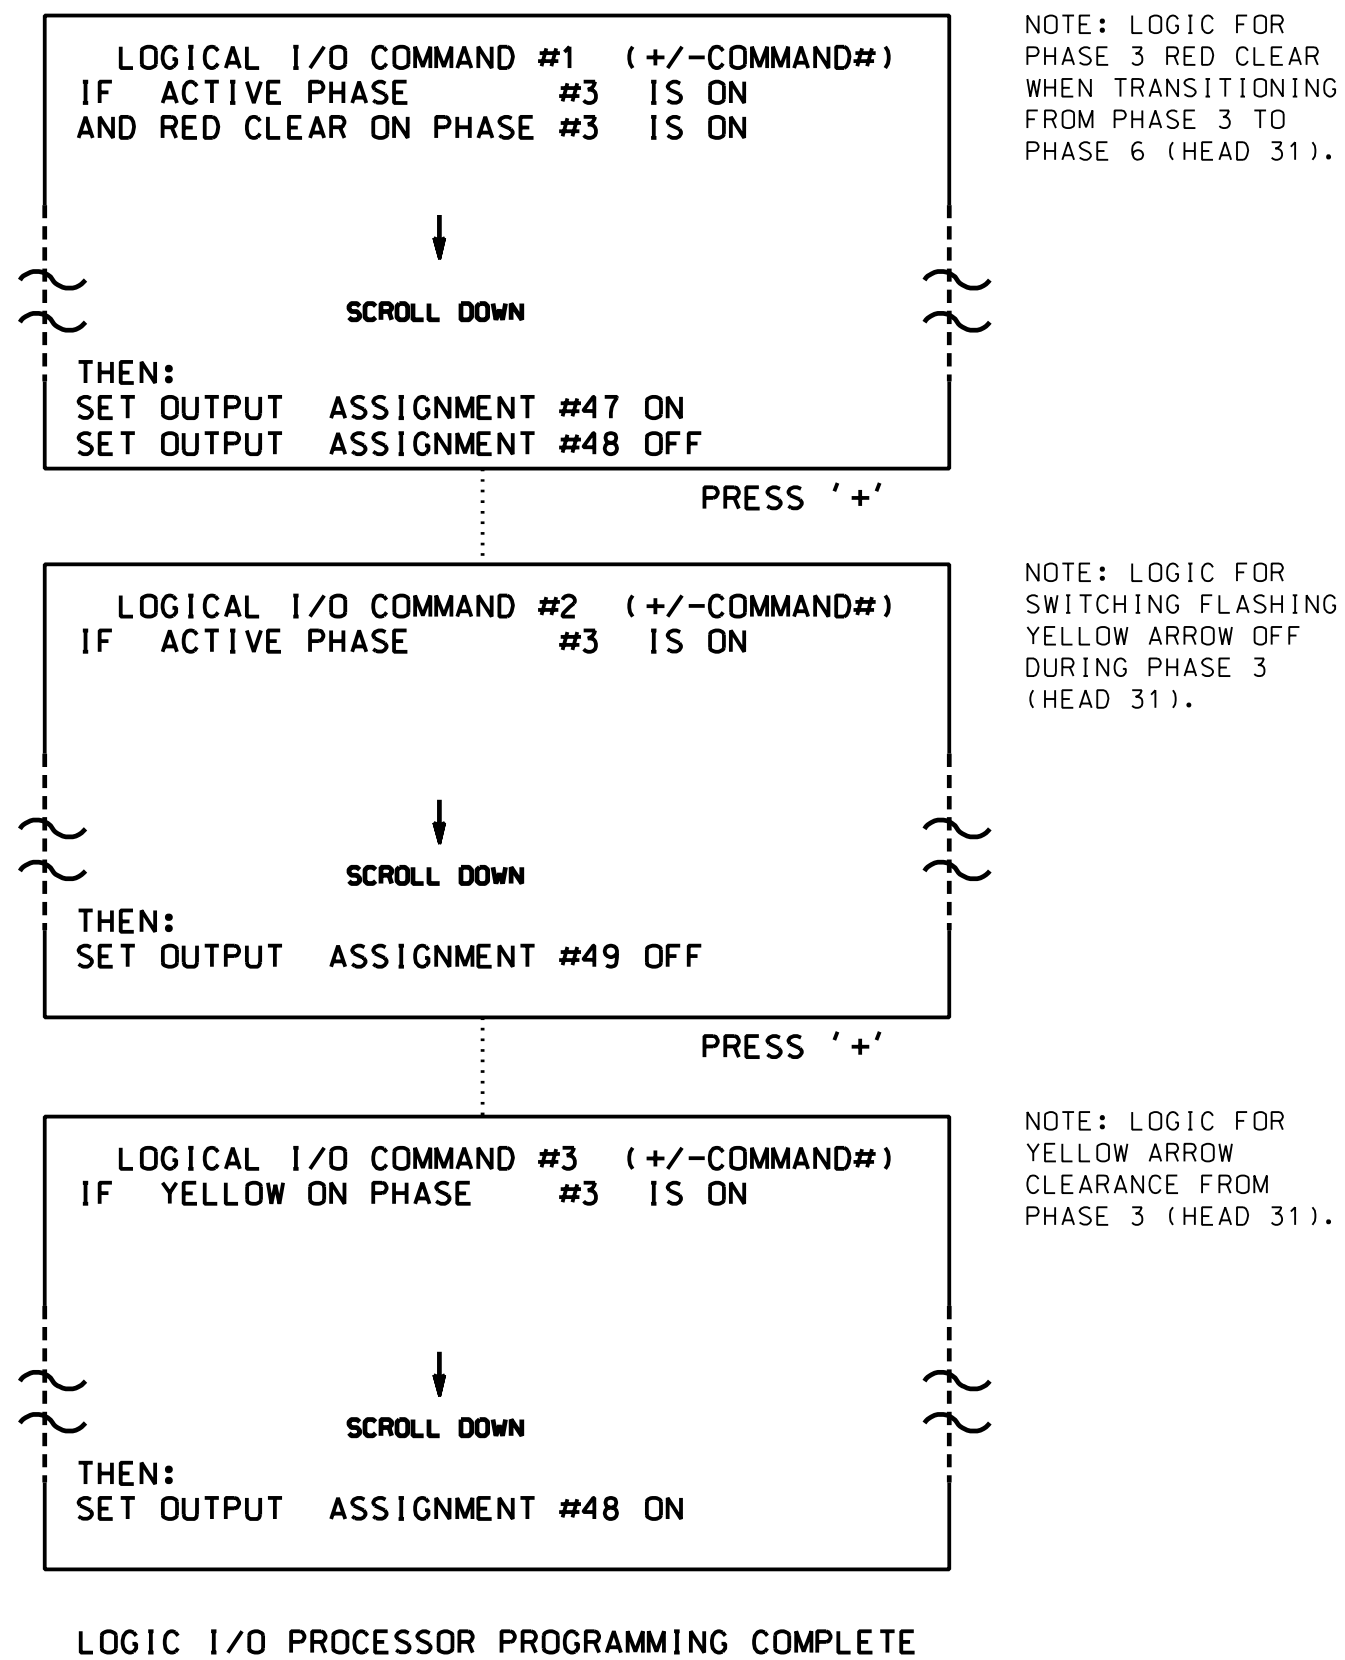 LOGICAL I/O COMMAND #1 (+/-COMMAND#)
IF ACTIVE PHASE #3 IS ON
AND RED CLEAR ON PHASE #3 IS ON
SCROLL DOWN
THEN:
SET OUTPUT ASSIGNMENT #47 ON
SET OUTPUT ASSIGNMENT #48 OFF
NOTE: LOGIC FOR
PHASE 3 RED CLEAR
WHEN TRANSITIONING
FROM PHASE 3 TO
PHASE 6 (HEAD 31).
PRESS '+'
LOGICAL I/O COMMAND #2 (+/-COMMAND#)
IF ACTIVE PHASE #3 IS ON
SCROLL DOWN
THEN:
SET OUTPUT ASSIGNMENT #49 OFF
NOTE: LOGIC FOR
SWITCHING FLASHING
YELLOW ARROW OFF
DURING PHASE 3
(HEAD 31).
PRESS '+'
LOGICAL I/O COMMAND #3 (+/-COMMAND#)
IF YELLOW ON PHASE #3 IS ON
SCROLL DOWN
THEN:
SET OUTPUT ASSIGNMENT #48 ON
NOTE: LOGIC FOR
YELLOW ARROW
CLEARANCE FROM
PHASE 3 (HEAD 31).
LOGIC I/O PROCESSOR PROGRAMMING COMPLETE